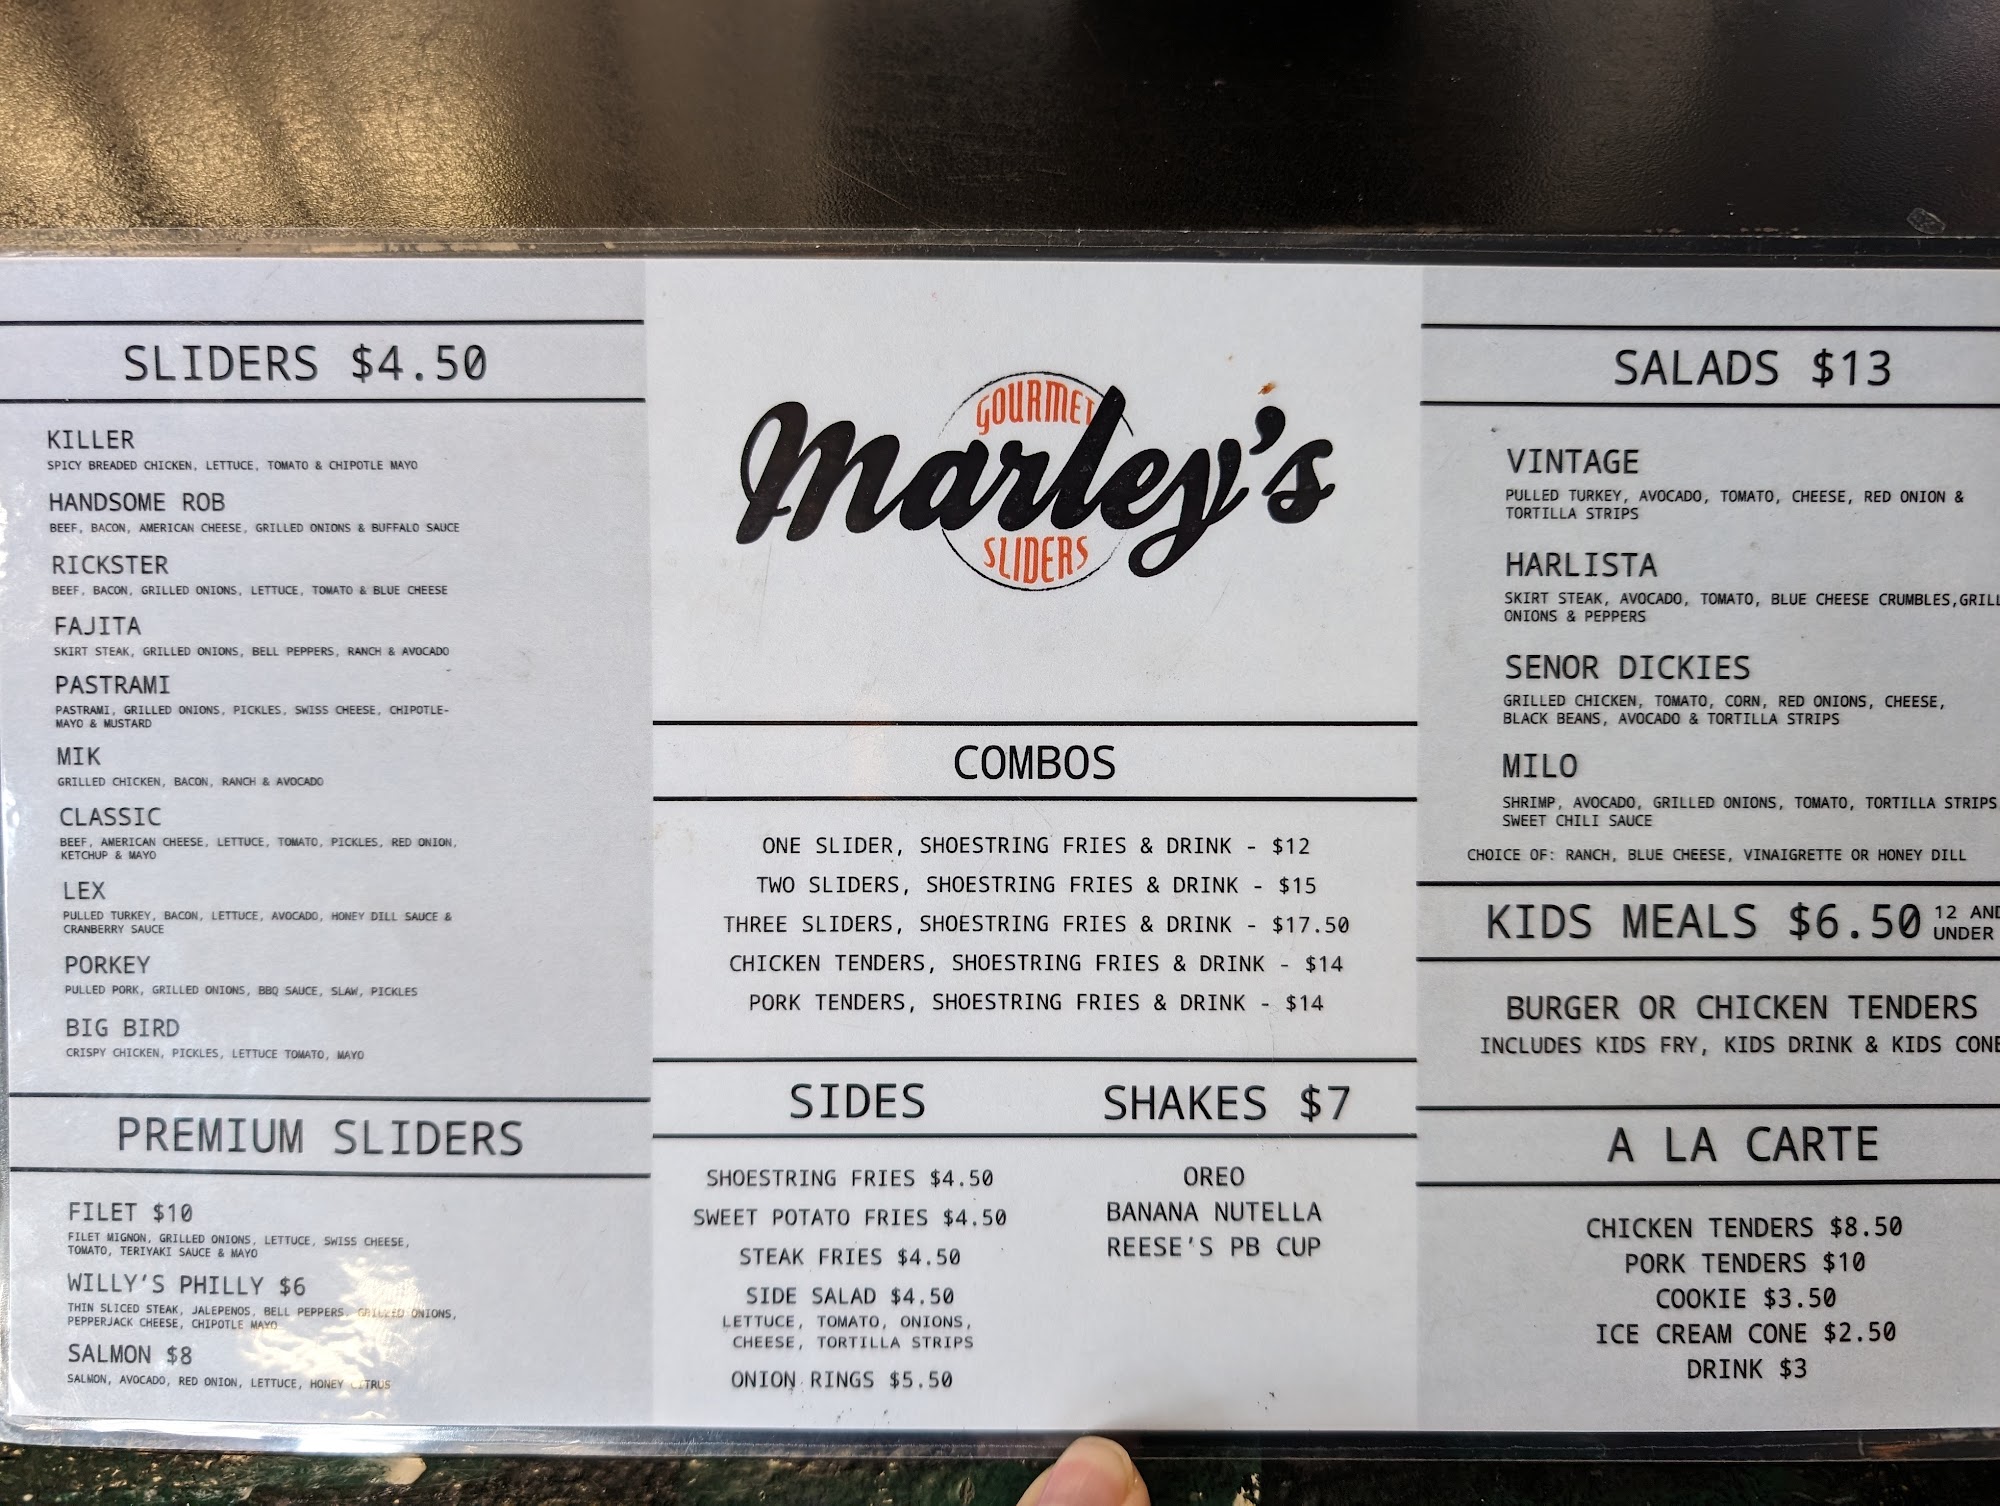 SLIDERS $4.50
KILLER
SPICY BREADED CHICKEN, LETTUCE, TOMATO & CHIPOTLE MAYO
HANDSOME ROB
BEEF, BACON, AMERICAN CHEESE, GRILLED ONIONS & BUFFALO SAUCE
RICKSTER
BEEF, BACON, GRILLED ONIONS, LETTUCE, TOMATO & BLUE CHEESE
FAJITA
SKIRT STEAK, GRILLED ONIONS, BELL PEPPERS, RANCH & AVOCADO
PASTRAMI
PASTRAMI, GRILLED ONIONS, PICKLES, SWISS CHEESE, CHIPOTLE-
MAYO & MUSTARD
MIK
GRILLED CHICKEN, BACON, RANCH & AVOCADO
CLASSIC
BEEF, AMERICAN CHEESE, LETTUCE, TOMATO, PICKLES, RED ONION,
KETCHUP & MAYO
LEX
PULLED TURKEY, BACON, LETTUCE, AVOCADO, HONEY DILL SAUCE &
CRANBERRY SAUCE
PORKEY
PULLED PORK, GRILLED ONIONS, BBQ SAUCE, SLAW, PICKLES
BIG BIRD
CRISPY CHICKEN, PICKLES, LETTUCE TOMATO, MAYO
PREMIUM SLIDERS
FILET $10
FILET MIGNON, GRILLED ONIONS, LETTUCE, SWISS CHEESE,
TOMATO, TERIYAKI SAUCE & MAYO
WILLY'S PHILLY $6
THIN SLICED STEAK, JALEPENOS, BELL PEPPERS, GRILLED ONIONS,
PEPPERJACK CHEESE, CHIPOTLE MAYO
SALMON $8
SALMON, AVOCADO, RED ONION, LETTUCE, HONEY CITRUS
GOURMET
Marley's
SLIDERS
COMBOS
ONE SLIDER, SHOESTRING FRIES & DRINK - $12
TWO SLIDERS, SHOESTRING FRIES & DRINK - $15
THREE SLIDERS, SHOESTRING FRIES & DRINK - $17.50
CHICKEN TENDERS, SHOESTRING FRIES & DRINK - $14
PORK TENDERS, SHOESTRING FRIES & DRINK - $14
SIDES
SHOESTRING FRIES $4.50
SWEET POTATO FRIES $4.50
STEAK FRIES $4.50
SIDE SALAD $4.50
LETTUCE, TOMATO, ONIONS,
CHEESE, TORTILLA STRIPS
ONION RINGS $5.50
SHAKES $7
OREO
BANANA NUTELLA
REESE'S PB CUP
SALADS $13
VINTAGE
PULLED TURKEY, AVOCADO, TOMATO, CHEESE, RED ONION &
TORTILLA STRIPS
HARLISTA
SKIRT STEAK, AVOCADO, TOMATO, BLUE CHEESE CRUMBLES,GRILL
ONIONS & PEPPERS
SENOR DICKIES
GRILLED CHICKEN, TOMATO, CORN, RED ONIONS, CHEESE,
BLACK BEANS, AVOCADO & TORTILLA STRIPS
MILO
SHRIMP, AVOCADO, GRILLED ONIONS, TOMATO, TORTILLA STRIPS
SWEET CHILI SAUCE
CHOICE OF: RANCH, BLUE CHEESE, VINAIGRETTE OR HONEY DILL
KIDS MEALS $6.50 12 AND
UNDER
BURGER OR CHICKEN TENDERS
INCLUDES KIDS FRY, KIDS DRINK & KIDS CONE
A LA CARTE
CHICKEN TENDERS $8.50
PORK TENDERS $10
COOKIE $3.50
ICE CREAM CONE $2.50
DRINK $3